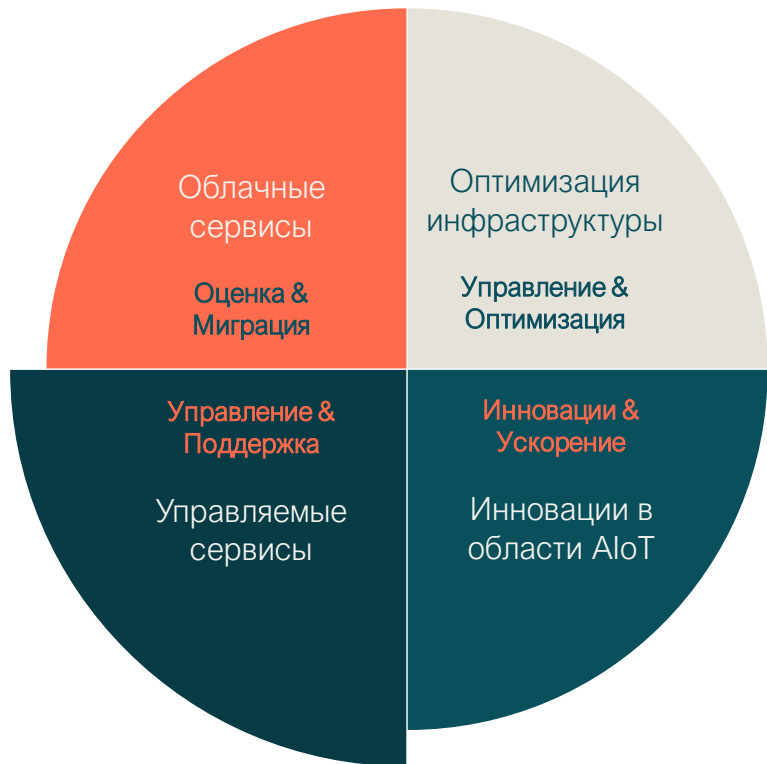 Облачные
сервисы
Оценка &
Миграция
Оптимизация
инфраструктуры
Управление &
Оптимизация
Управление &
Поддержка
Управляемые
сервисы
Инновации &
Ускорение
Инновации в
области AIoT